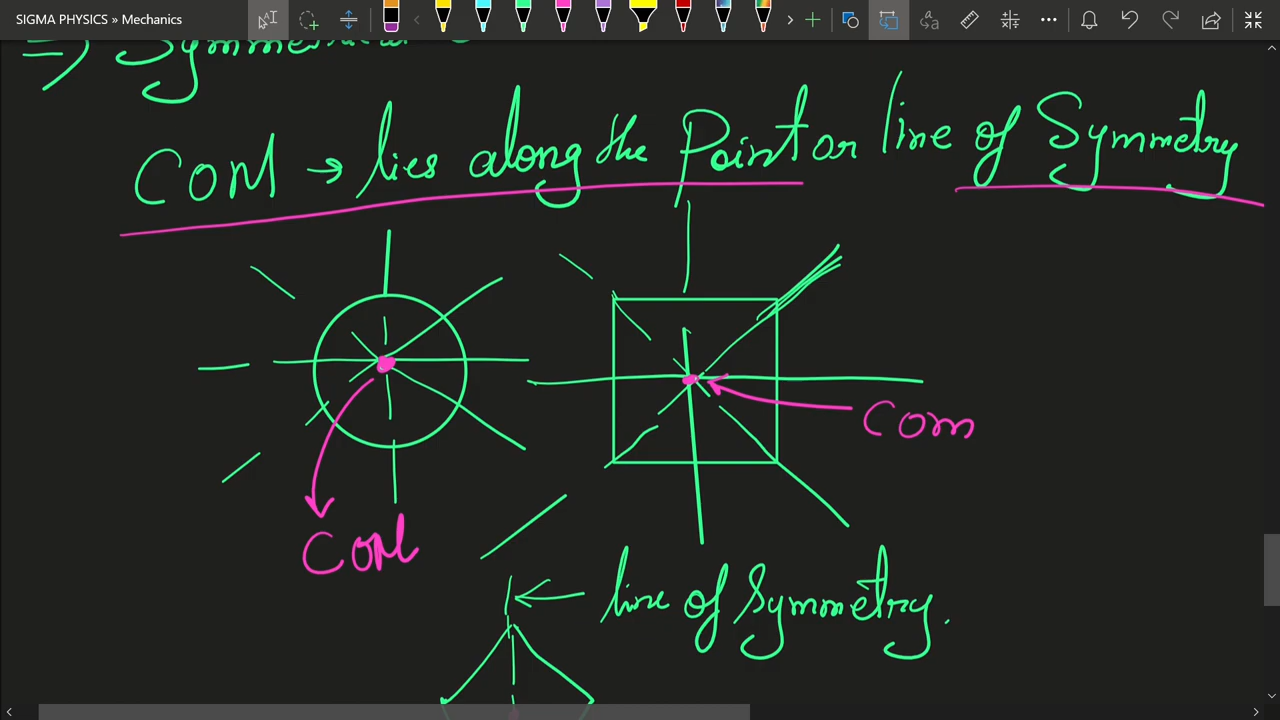 SIGMA PHYSICS » Mechanics
COM → lies along the Point or line of Symmetry
Com
COM
← line of Symmetry.